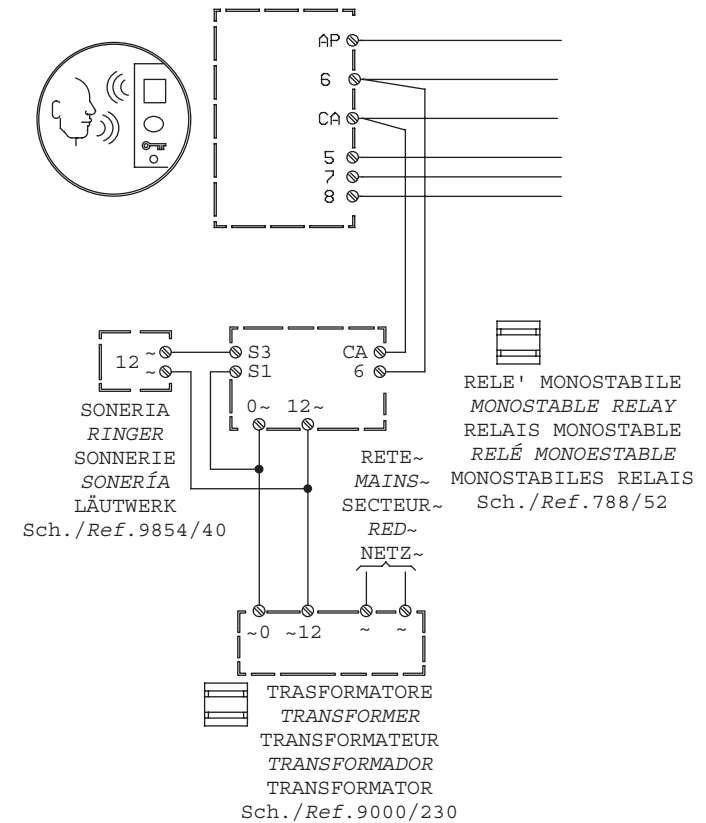 AP
6
CA
5
7
8
12 ~
~
S3 CA
S1 6
0~ 12~
SONERIA
RINGER
SONNERIE
SONERÍA
LÄUTWERK
Sch./Ref.9854/40
RETE~
MAINS~
SECTEUR~
RED~
NETZ~
RELE' MONOSTABILE
MONOSTABLE RELAY
RELAIS MONOSTABLE
RELÉ MONOESTABLE
MONOSTABILES RELAIS
Sch./Ref.788/52
~0 ~12 ~ ~
TRASFORMATORE
TRANSFORMER
TRANSFORMATEUR
TRANSFORMADOR
TRANSFORMATOR
Sch./Ref.9000/230